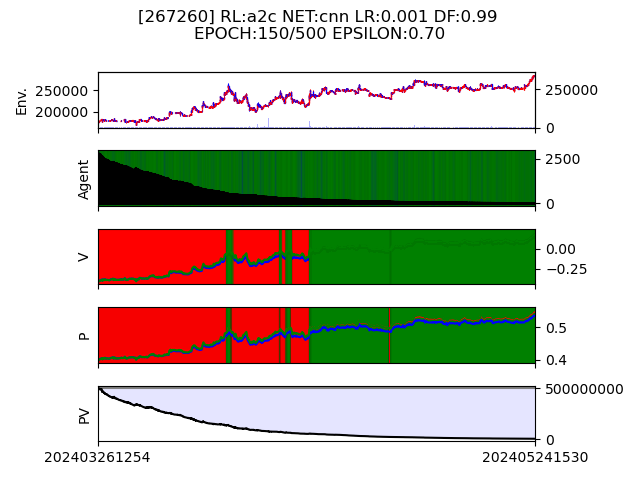 [267260] RL:a2c NET:cnn LR:0.001 DF:0.99
EPOCH:150/500 EPSILON:0.70
Env.
250000
200000
250000
0
Agent
2500
0
V
0.00
−0.25
P
0.5
0.4
PV
500000000
0
202403261254
202405241530